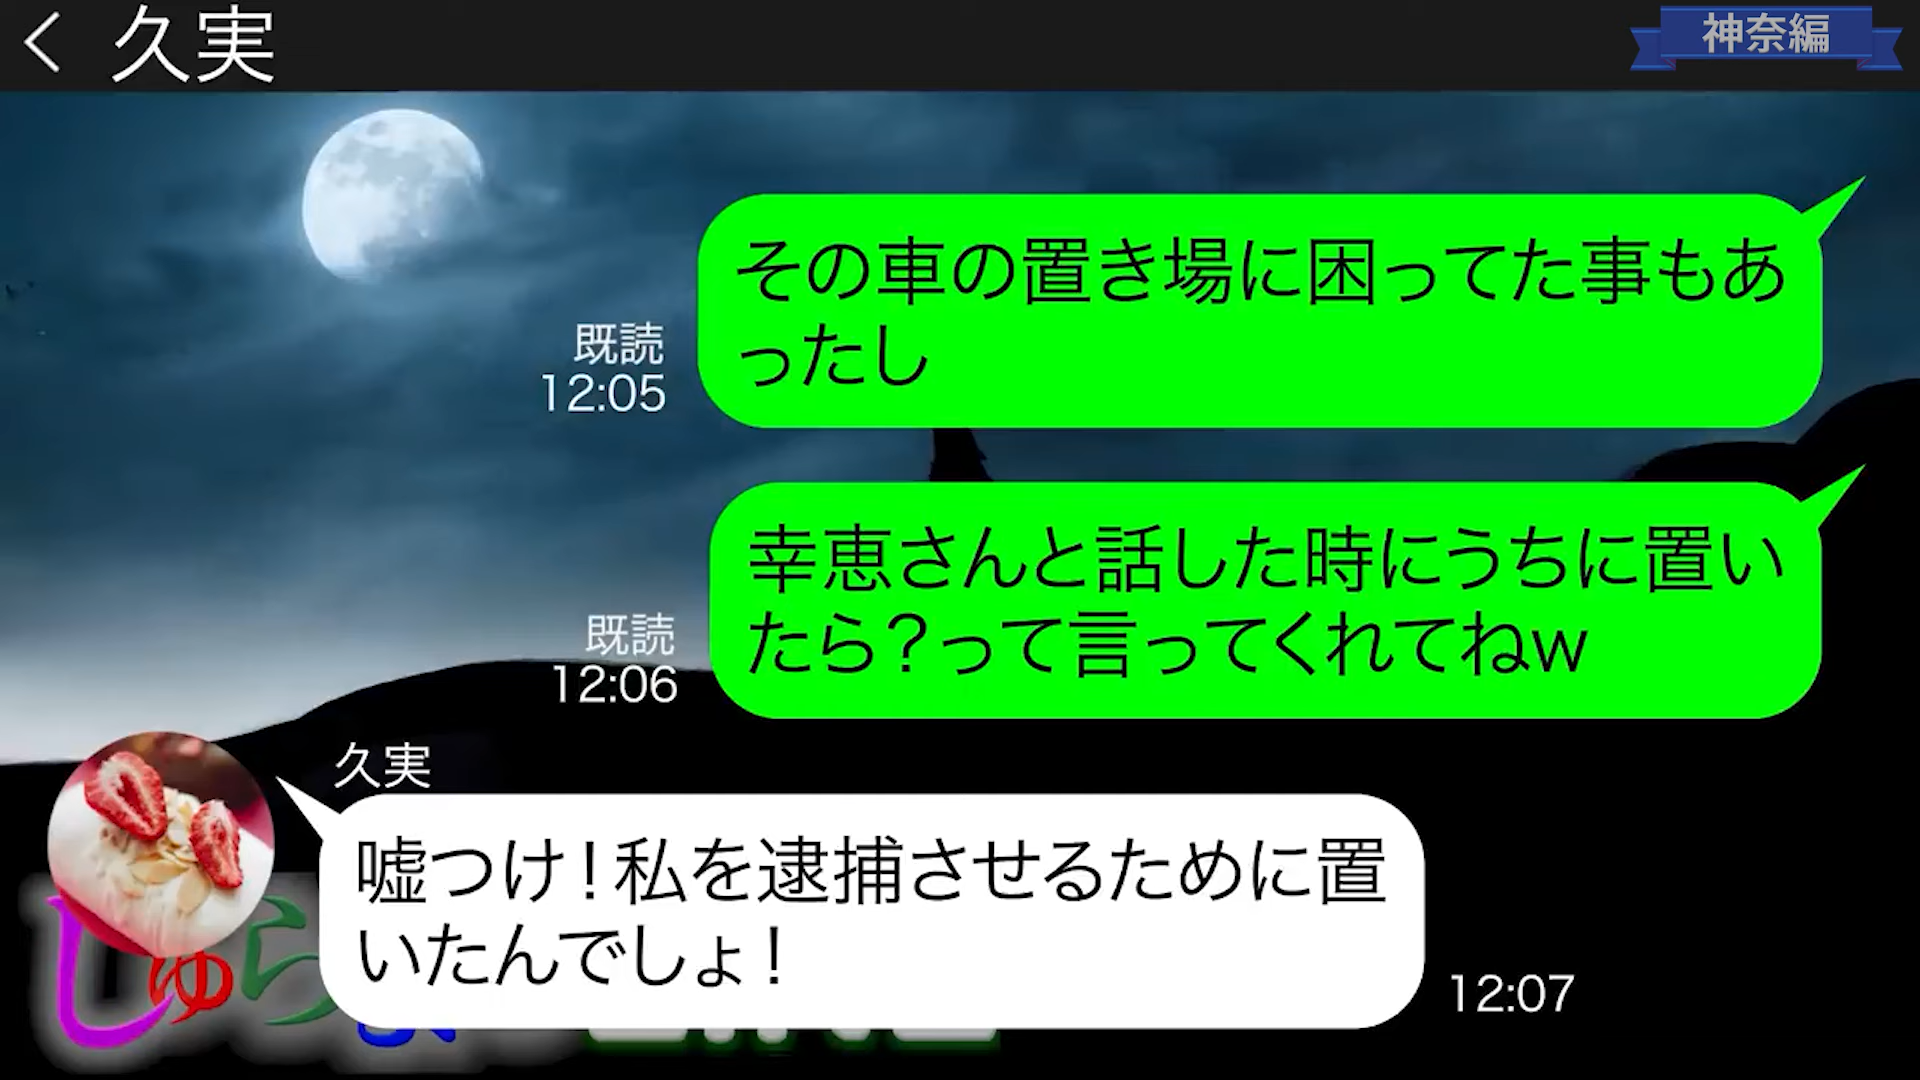 久実
神奈編
その車の置き場に困ってた事もあ
ったし
既読
12:05
幸恵さんと話した時にうちに置い
たら？って言ってくれてねw
既読
12:06
久実
嘘つけ！私を逮捕させるために置
いたんでしょ！
12:07
しゅら